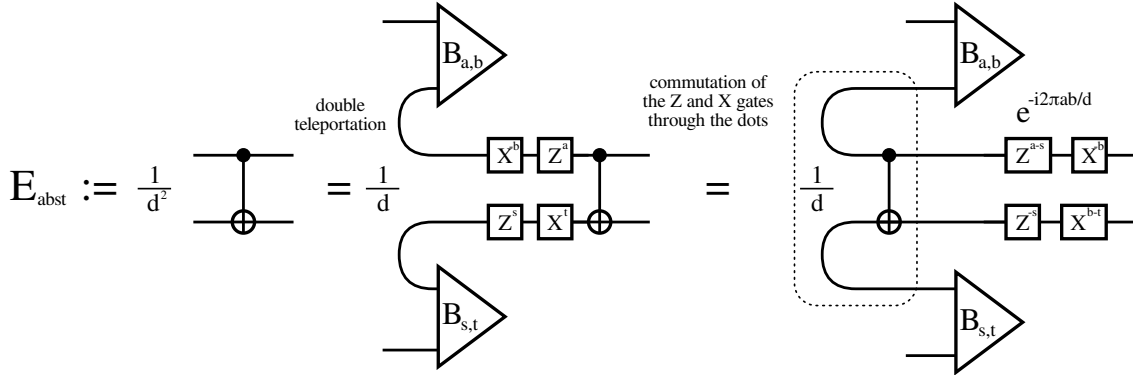 E_abst := 1/d²
=
double
teleportation
1/d
B_a,b
X^b Z^a
Z^s X^t
B_s,t
=
commutation of
the Z and X gates
through the dots
1/d
B_a,b
e^-i2πab/d
Z^a-s X^b
Z^-s X^b-t
B_s,t